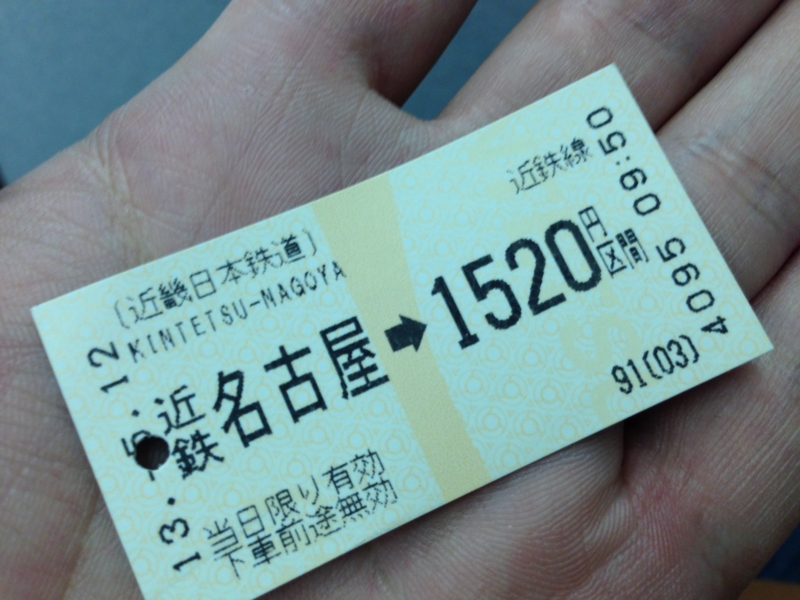 近鉄線
〔近畿日本鉄道〕
KINTETSU-NAGOYA
近鉄名古屋➡1520円区間
当日限り有効
下車前途無効
91(03)
13.-5.12
4095 09:50